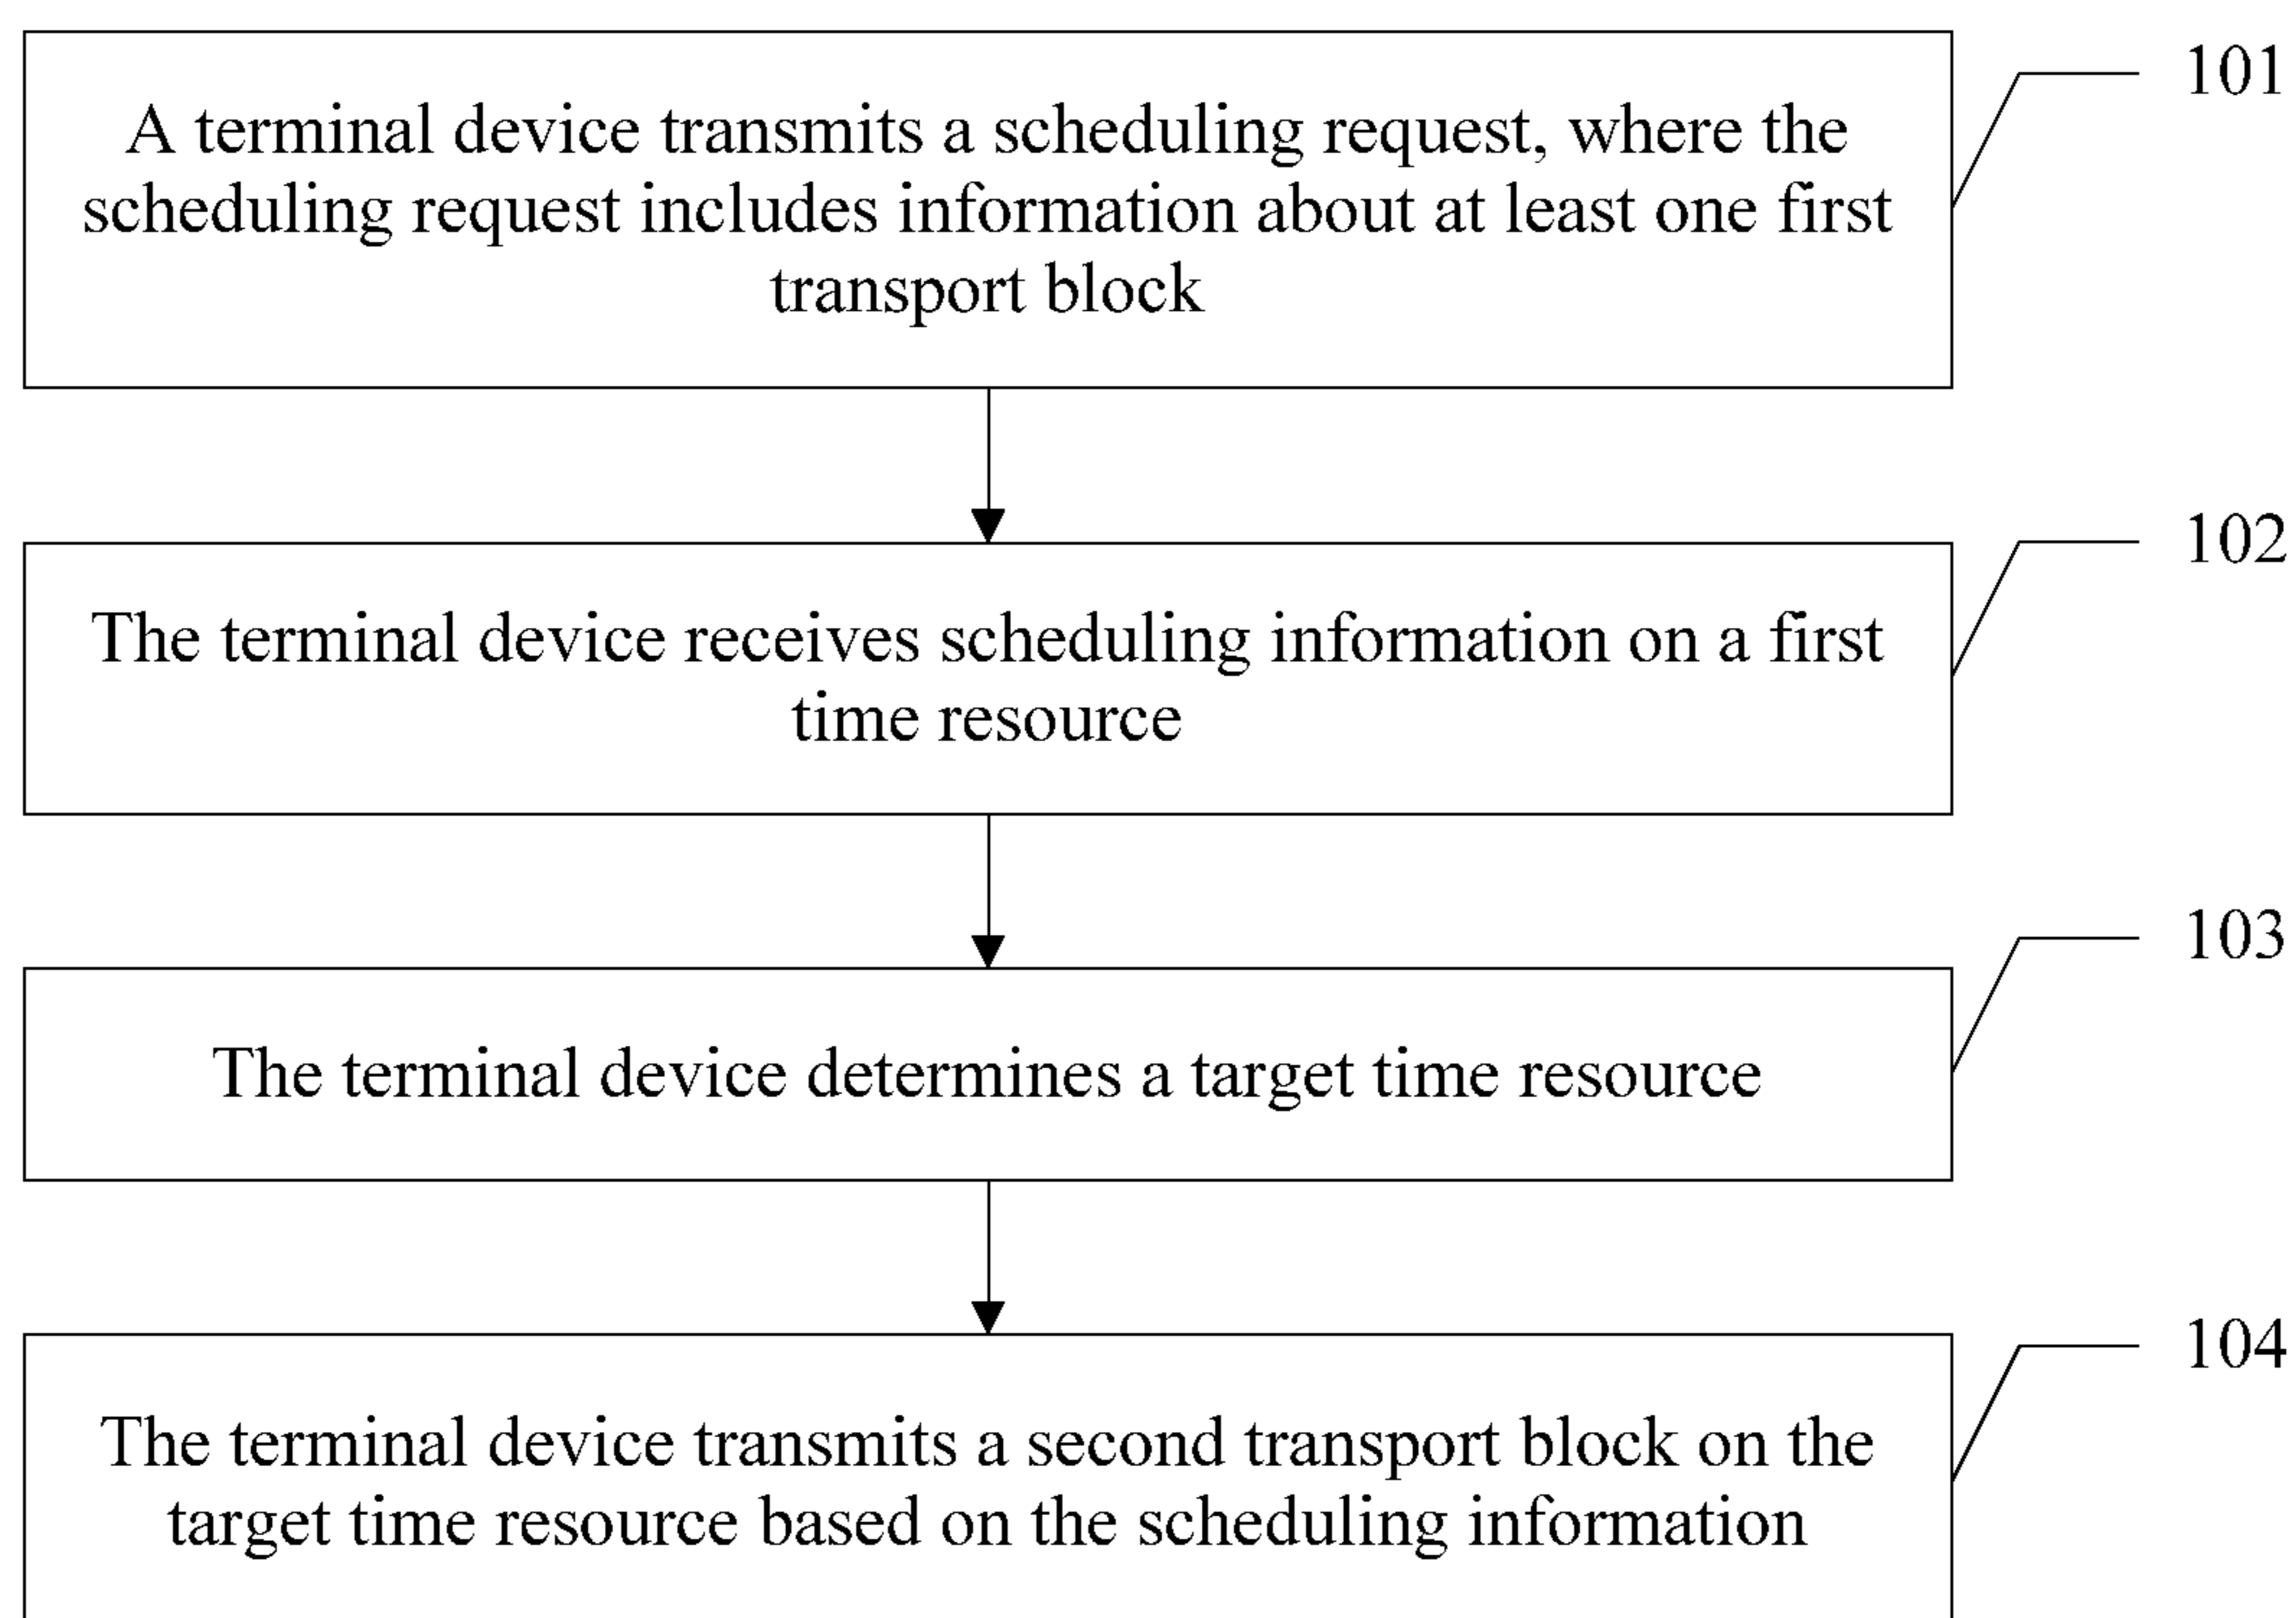 101
A terminal device transmits a scheduling request, where the
scheduling request includes information about at least one first
transport block
102
The terminal device receives scheduling information on a first
time resource
103
The terminal device determines a target time resource
104
The terminal device transmits a second transport block on the
target time resource based on the scheduling information